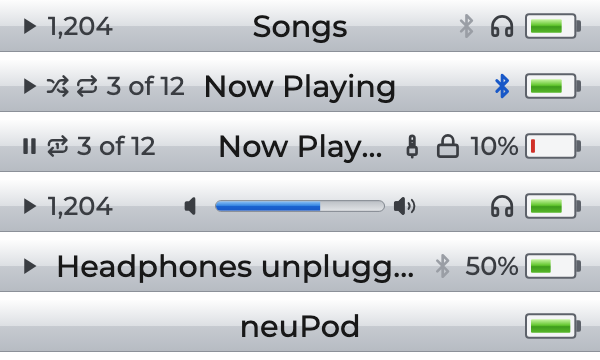 1,204 Songs
3 of 12 Now Playing
3 of 12 Now Play... 10%
1,204
Headphones unplugg... 50%
neuPod